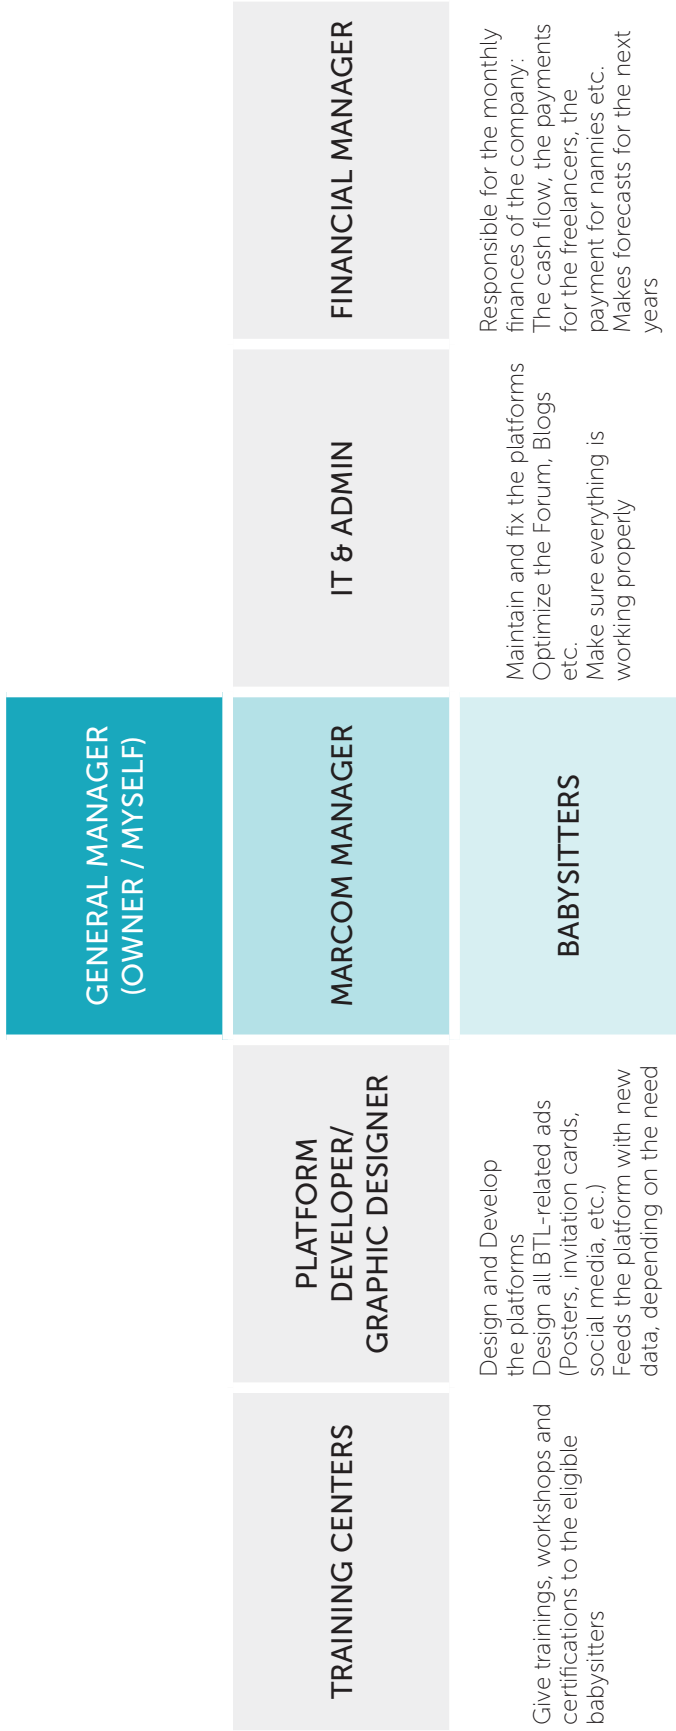 GENERAL MANAGER
(OWNER / MYSELF)
TRAINING CENTERS
PLATFORM
DEVELOPER/
GRAPHIC DESIGNER
MARCOM MANAGER
IT & ADMIN
FINANCIAL MANAGER
Give trainings, workshops and
certifications to the eligible
babysitters
Design and Develop
the platforms
Design all BTL-related ads
(Posters, invitation cards,
social media, etc.)
Feeds the platform with new
data, depending on the need
BABYSITTERS
Maintain and fix the platforms
Optimize the Forum, Blogs
etc.
Make sure everything is
working properly
Responsible for the monthly
finances of the company:
The cash flow, the payments
for the freelancers, the
payment for nannies etc.
Makes forecasts for the next
years